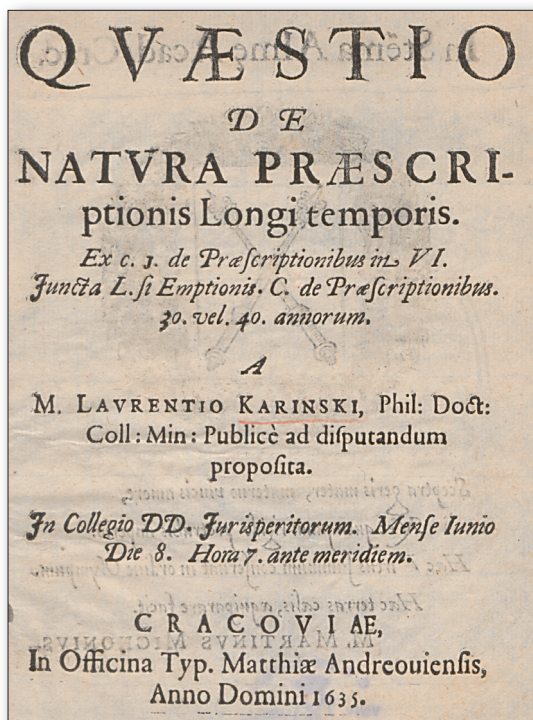 QVÆSTIO
DE
NATVRA PRÆSCRI-
ptionis Longi temporis.
Ex c. 1. de Præſcriptionibus in VI.
Juncta L. ſi Emptionis. C. de Præſcriptionibus.
30. vel. 40. annorum.
A
M. LAVRENTIO KARINSKI, Phil: Doct:
Coll: Min: Publicè ad diſputandum
propoſita.
In Collegio DD. Jurisperitorum. Menſe Iunio
Die 8. Hora 7. ante meridiem.
CRACOVIAE,
In Officina Typ. Matthiæ Andreouienſis,
Anno Domini 1635.